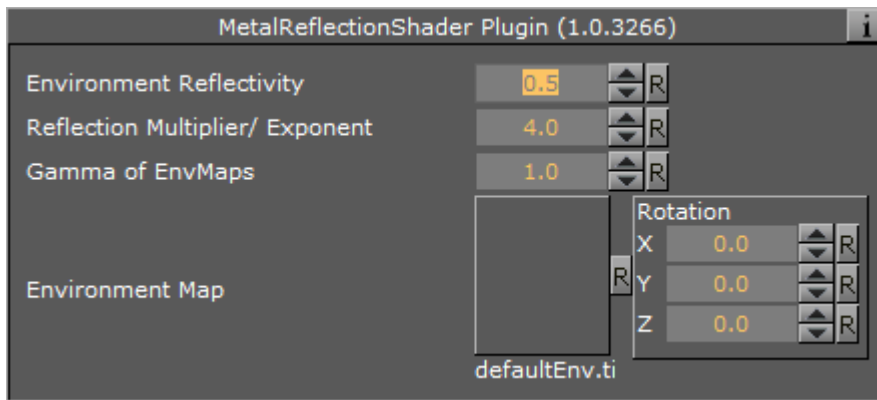 MetalReflectionShader Plugin (1.0.3266) i
Environment Reflectivity 0.5 R
Reflection Multiplier/ Exponent 4.0 R
Gamma of EnvMaps 1.0 R
Rotation
X 0.0 R
Environment Map R Y 0.0 R
Z 0.0 R
defaultEnv.ti